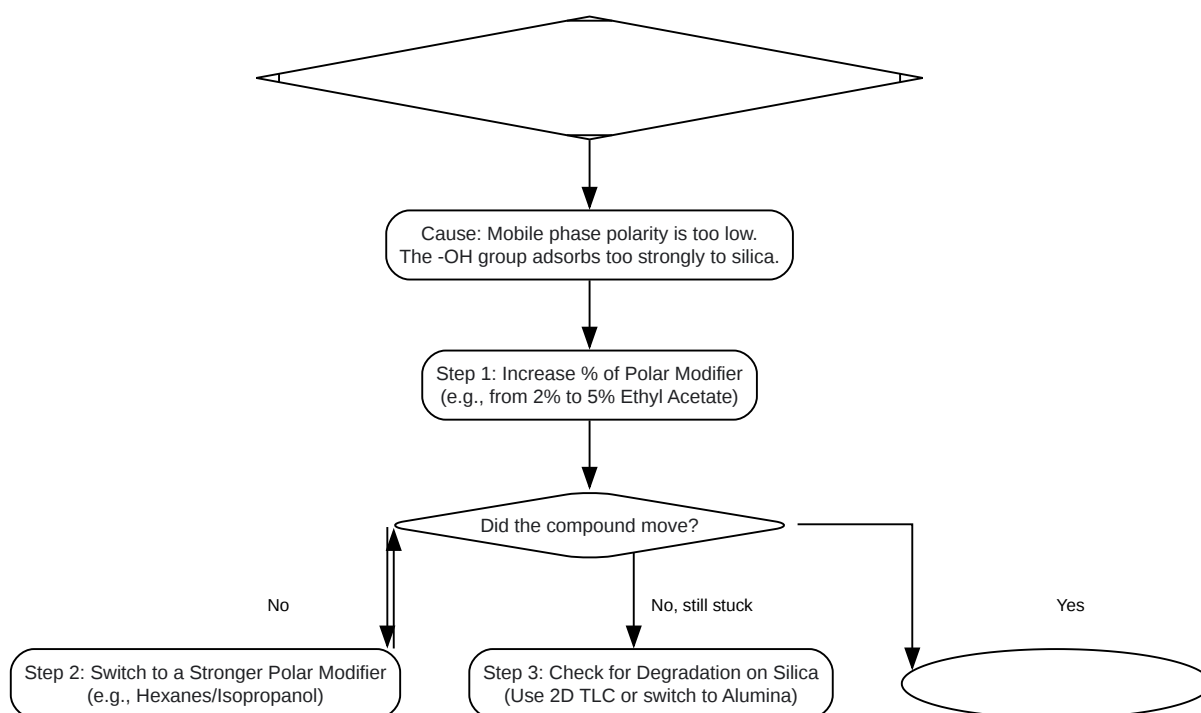 Cause: Mobile phase polarity is too low.
The -OH group adsorbs too strongly to silica.
Step 1: Increase % of Polar Modifier
(e.g., from 2% to 5% Ethyl Acetate)
Did the compound move?
No
No, still stuck
Yes
Step 2: Switch to a Stronger Polar Modifier
(e.g., Hexanes/Isopropanol)
Step 3: Check for Degradation on Silica
(Use 2D TLC or switch to Alumina)